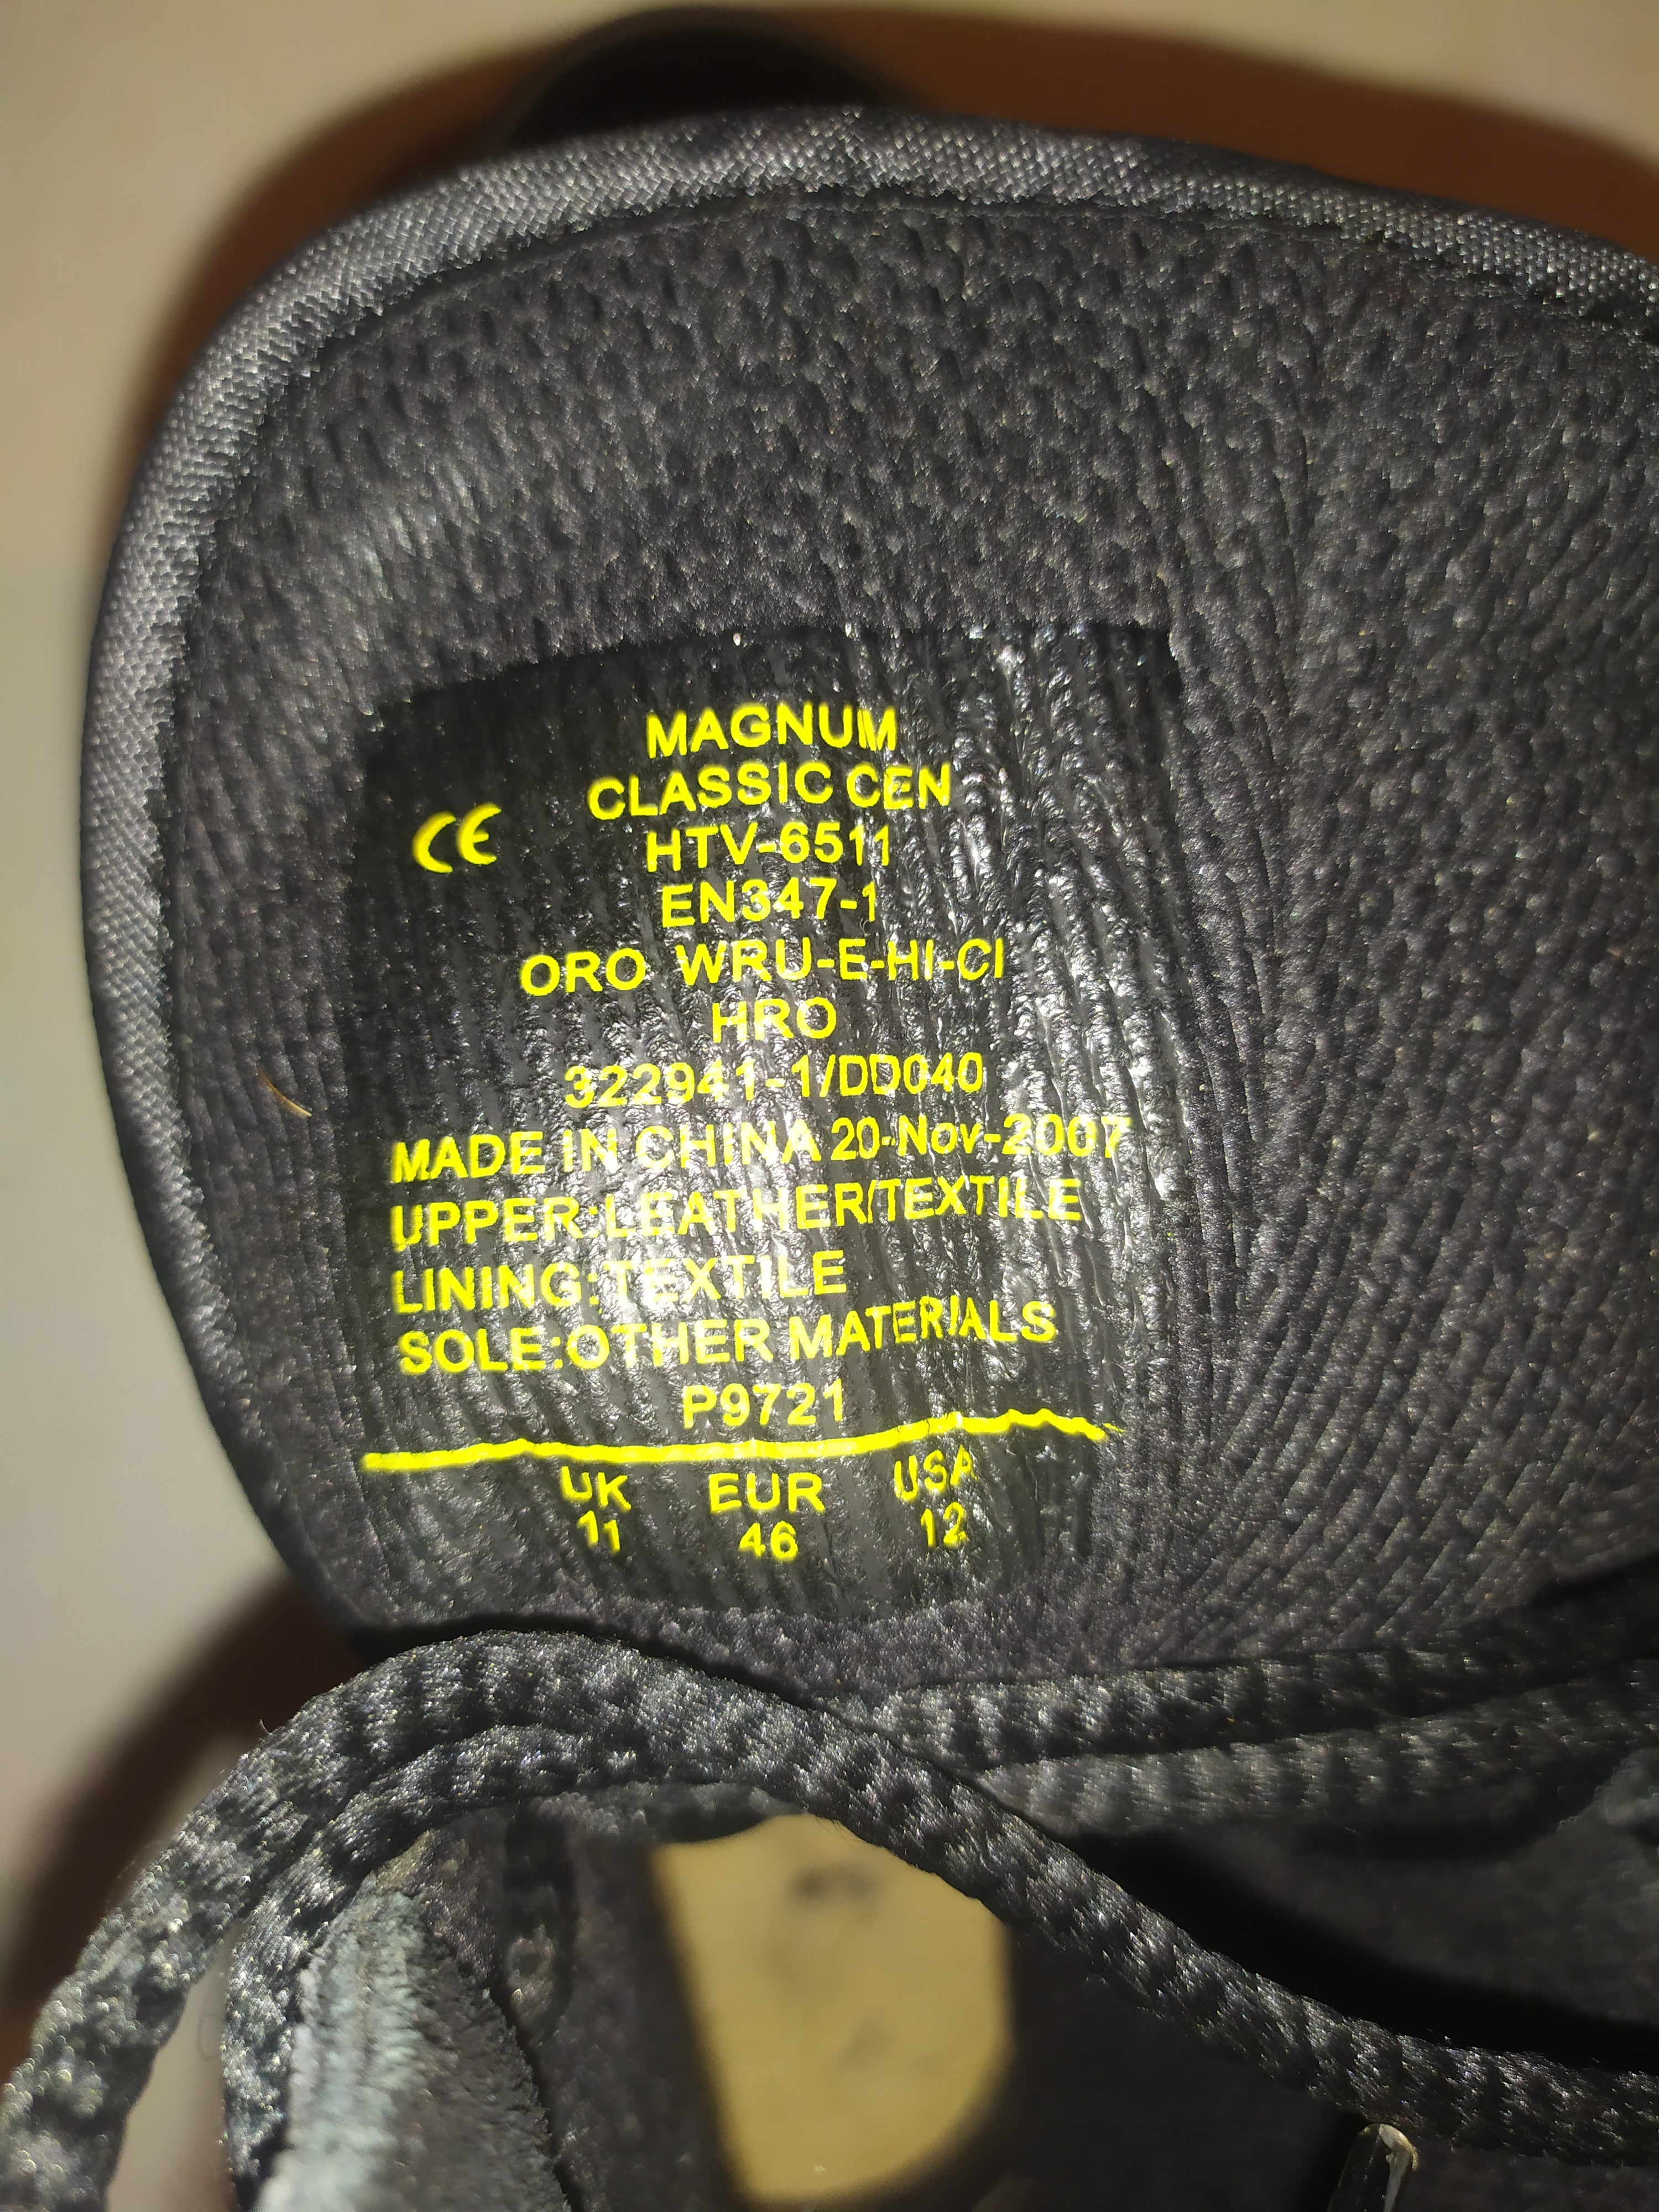 MAGNUM
CLASSIC CEN
CE
HTV-6511
EN347-1
ORO WRU-E-HI-CI
HRO
322941-1/DD040
MADE IN CHINA 20-Nov-2007
UPPER:LEATHER/TEXTILE
LINING:TEXTILE
SOLE:OTHER MATERIALS
P9721
UK EUR USA
11 46 12